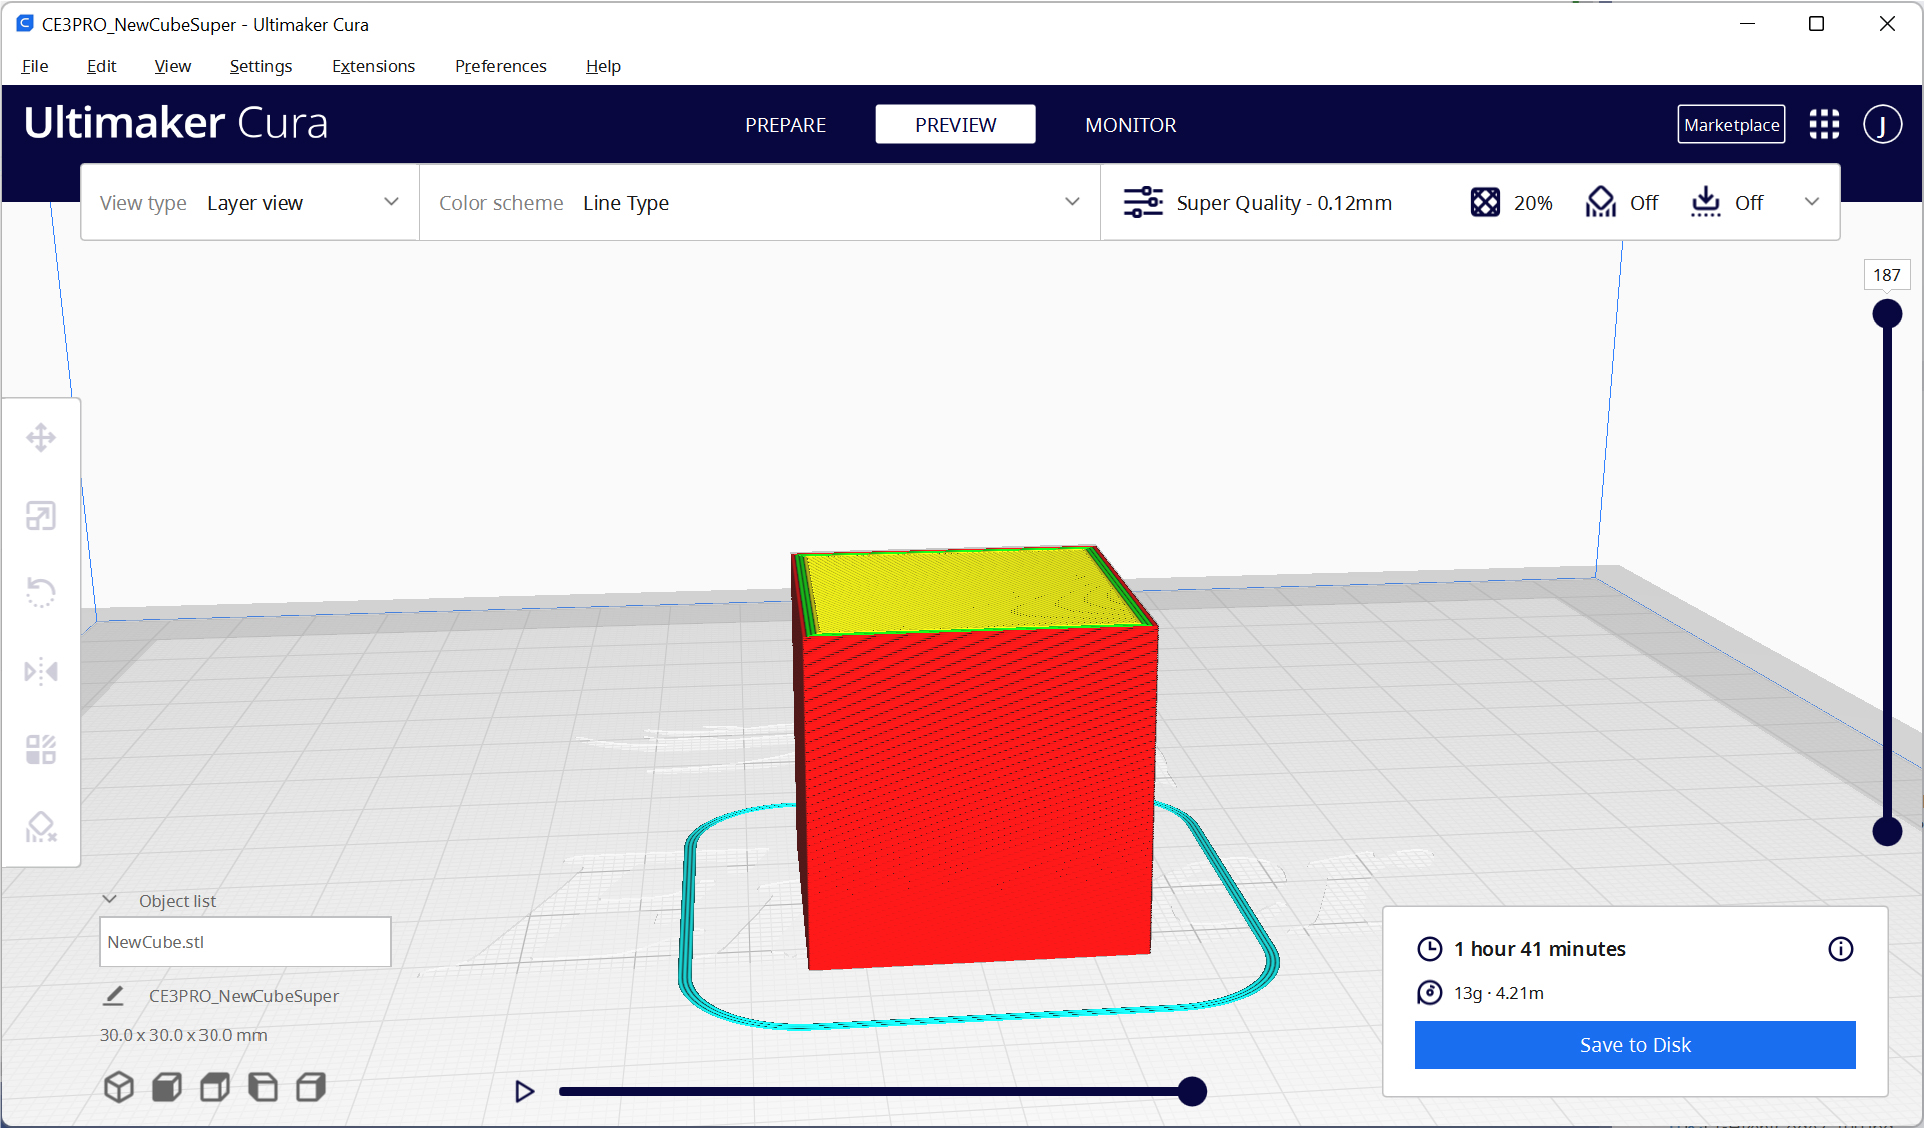 CE3PRO_NewCubeSuper - Ultimaker Cura
File Edit View Settings Extensions Preferences Help
Ultimaker Cura
PREPARE PREVIEW MONITOR
Marketplace
J
View type Layer view
Color scheme Line Type
Super Quality - 0.12mm 20% Off Off
187
Object list
NewCube.stl
CE3PRO_NewCubeSuper
30.0 x 30.0 x 30.0 mm
1 hour 41 minutes
13g · 4.21m
Save to Disk